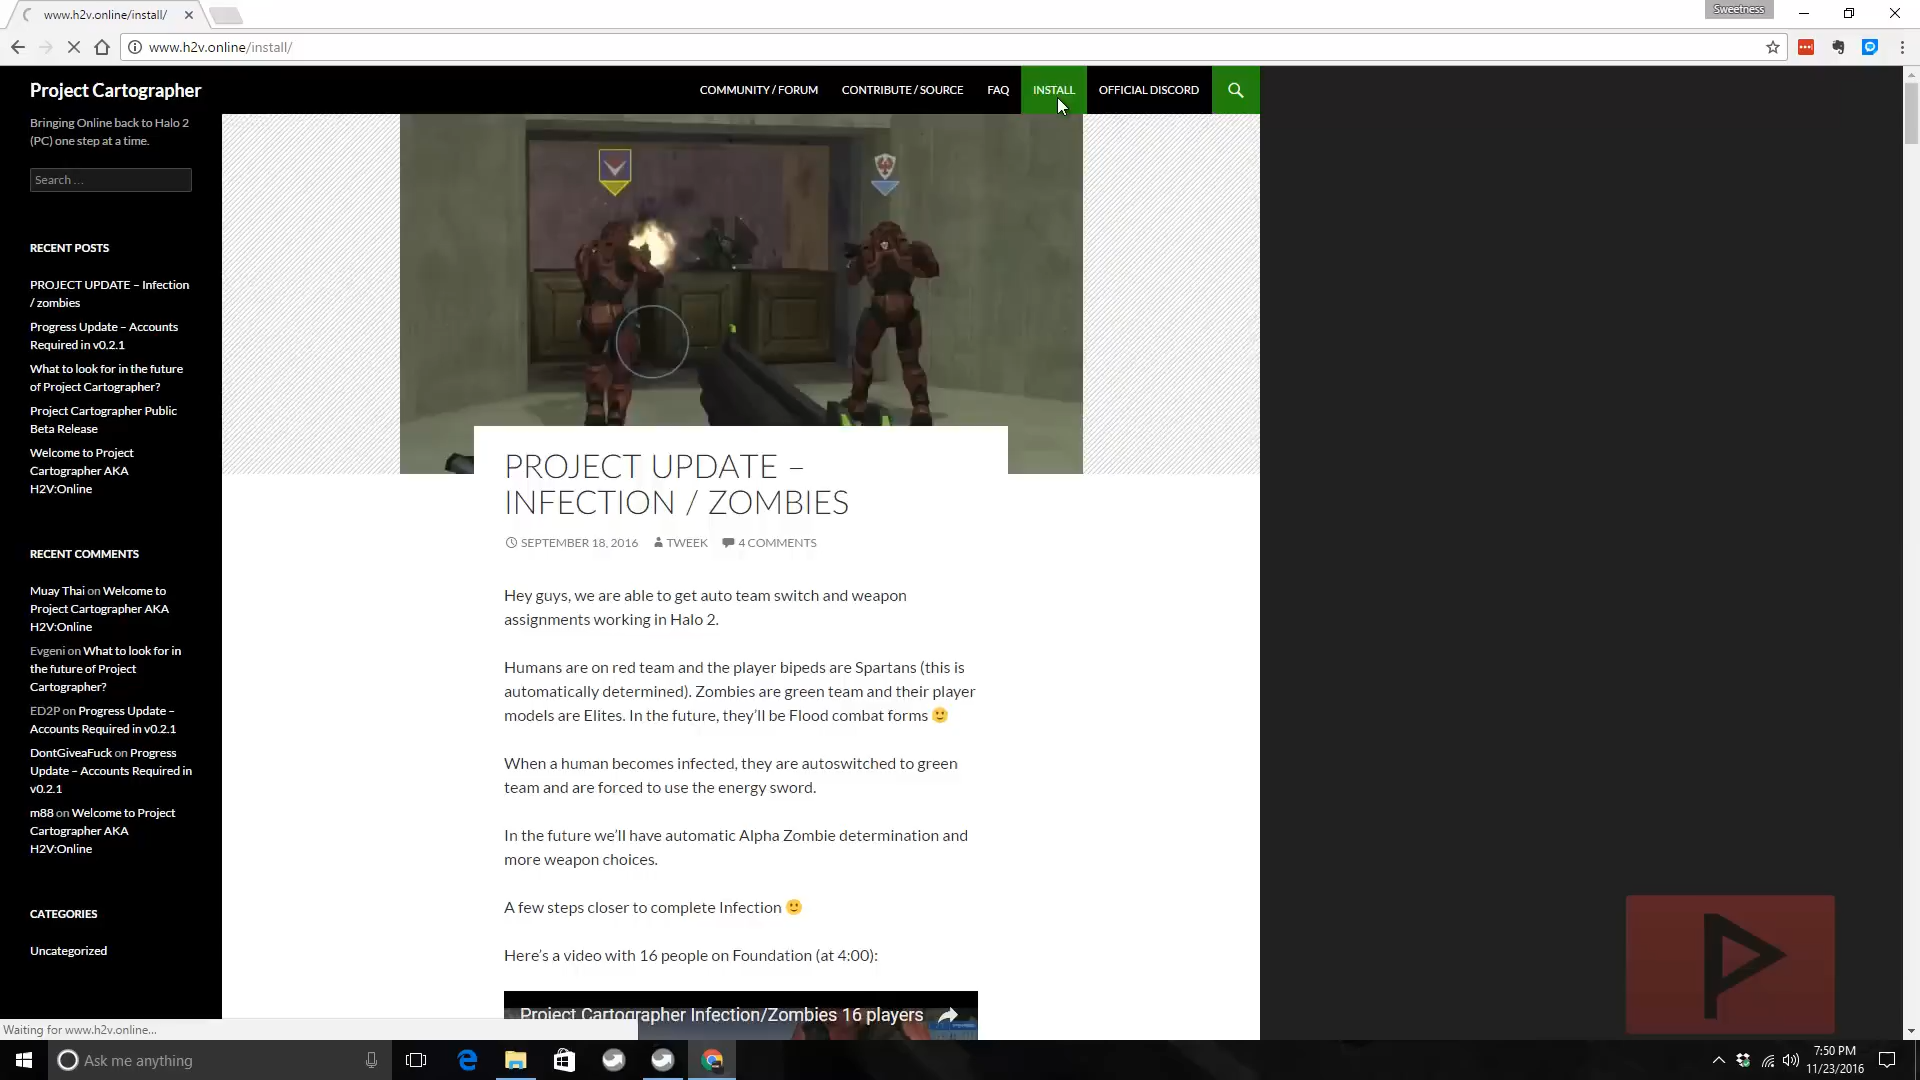 www.h2v.online/install/
Sweetness
www.h2v.online/install/
Project Cartographer
COMMUNITY / FORUM
CONTRIBUTE / SOURCE
FAQ
INSTALL
OFFICIAL DISCORD
Bringing Online back to Halo 2
(PC) one step at a time.
Search …
RECENT POSTS
PROJECT UPDATE – Infection
/ zombies
Progress Update – Accounts
Required in v0.2.1
What to look for in the future
of Project Cartographer?
Project Cartographer Public
Beta Release
Welcome to Project
Cartographer AKA
H2V:Online
RECENT COMMENTS
Muay Thai on Welcome to
Project Cartographer AKA
H2V:Online
Evgeni on What to look for in
the future of Project
Cartographer?
ED2P on Progress Update –
Accounts Required in v0.2.1
DontGiveaFuck on Progress
Update – Accounts Required in
v0.2.1
m88 on Welcome to Project
Cartographer AKA
H2V:Online
CATEGORIES
Uncategorized
PROJECT UPDATE –
INFECTION / ZOMBIES
SEPTEMBER 18, 2016 TWEEK 4 COMMENTS
Hey guys, we are able to get auto team switch and weapon
assignments working in Halo 2.
Humans are on red team and the player bipeds are Spartans (this is
automatically determined). Zombies are green team and their player
models are Elites. In the future, they’ll be Flood combat forms 🙂
When a human becomes infected, they are autoswitched to green
team and are forced to use the energy sword.
In the future we’ll have automatic Alpha Zombie determination and
more weapon choices.
A few steps closer to complete Infection 🙂
Here’s a video with 16 people on Foundation (at 4:00):
Project Cartographer Infection/Zombies 16 players
P
Waiting for www.h2v.online...
Ask me anything
7:50 PM
11/23/2016